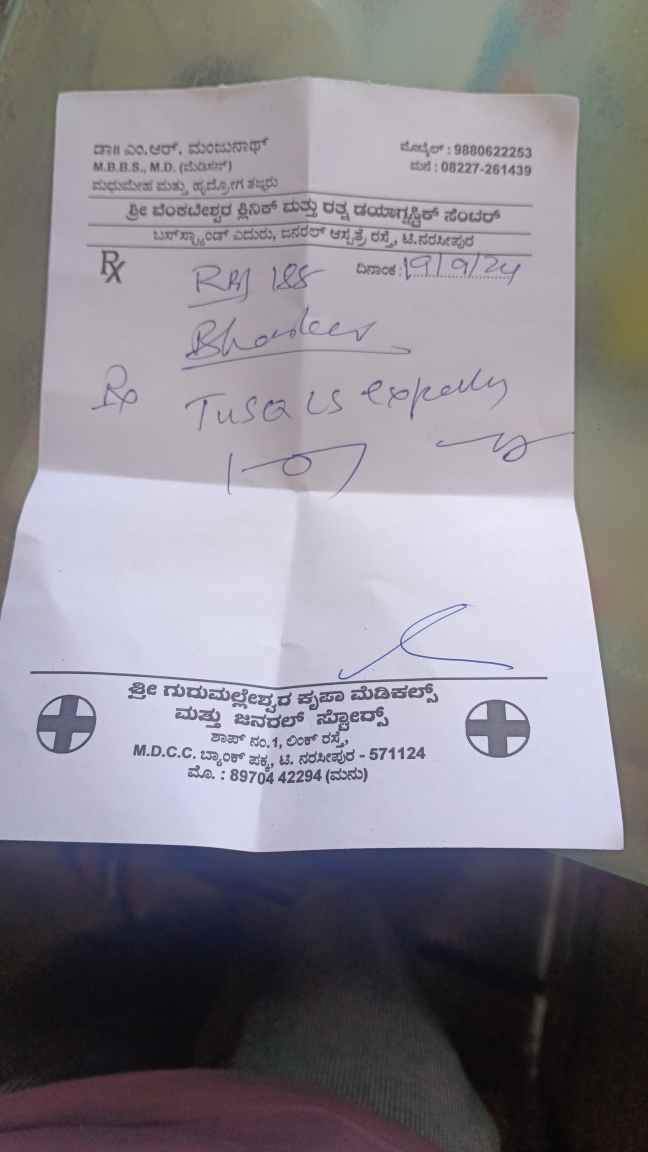 ಡಾ॥ ಎಂ.ಆರ್. ಮಂಜುನಾಥ್
M.B.B.S., M.D. (ಮೆಡಿಸನ್)
ಮಧುಮೇಹ ಮತ್ತು ಹೃದ್ರೋಗ ತಜ್ಞರು
ಮೊಬೈಲ್ : 9880622253
ಮನೆ : 08227-261439
ಶ್ರೀ ವೆಂಕಟೇಶ್ವರ ಕ್ಲಿನಿಕ್ ಮತ್ತು ರತ್ನ ಡಯಾಗ್ನಸ್ಟಿಕ್ ಸೆಂಟರ್
ಬಸ್‌ಸ್ಟ್ಯಾಂಡ್ ಎದುರು, ಜನರಲ್ ಆಸ್ಪತ್ರೆ ರಸ್ತೆ, ಟಿ.ನರಸೀಪುರ
Rx
ದಿನಾಂಕ : 19/9/24
RBS 188
Rx
ಶ್ರೀ ಗುರುಮಲ್ಲೇಶ್ವರ ಕೃಪಾ ಮೆಡಿಕಲ್ಸ್
ಮತ್ತು ಜನರಲ್ ಸ್ಟೋರ್ಸ್
ಶಾಪ್ ನಂ.1, ಲಿಂಕ್ ರಸ್ತೆ,
M.D.C.C. ಬ್ಯಾಂಕ್ ಪಕ್ಕ, ಟಿ. ನರಸೀಪುರ - 571124
ಮೊ. : 89704 42294 (ಮನು)